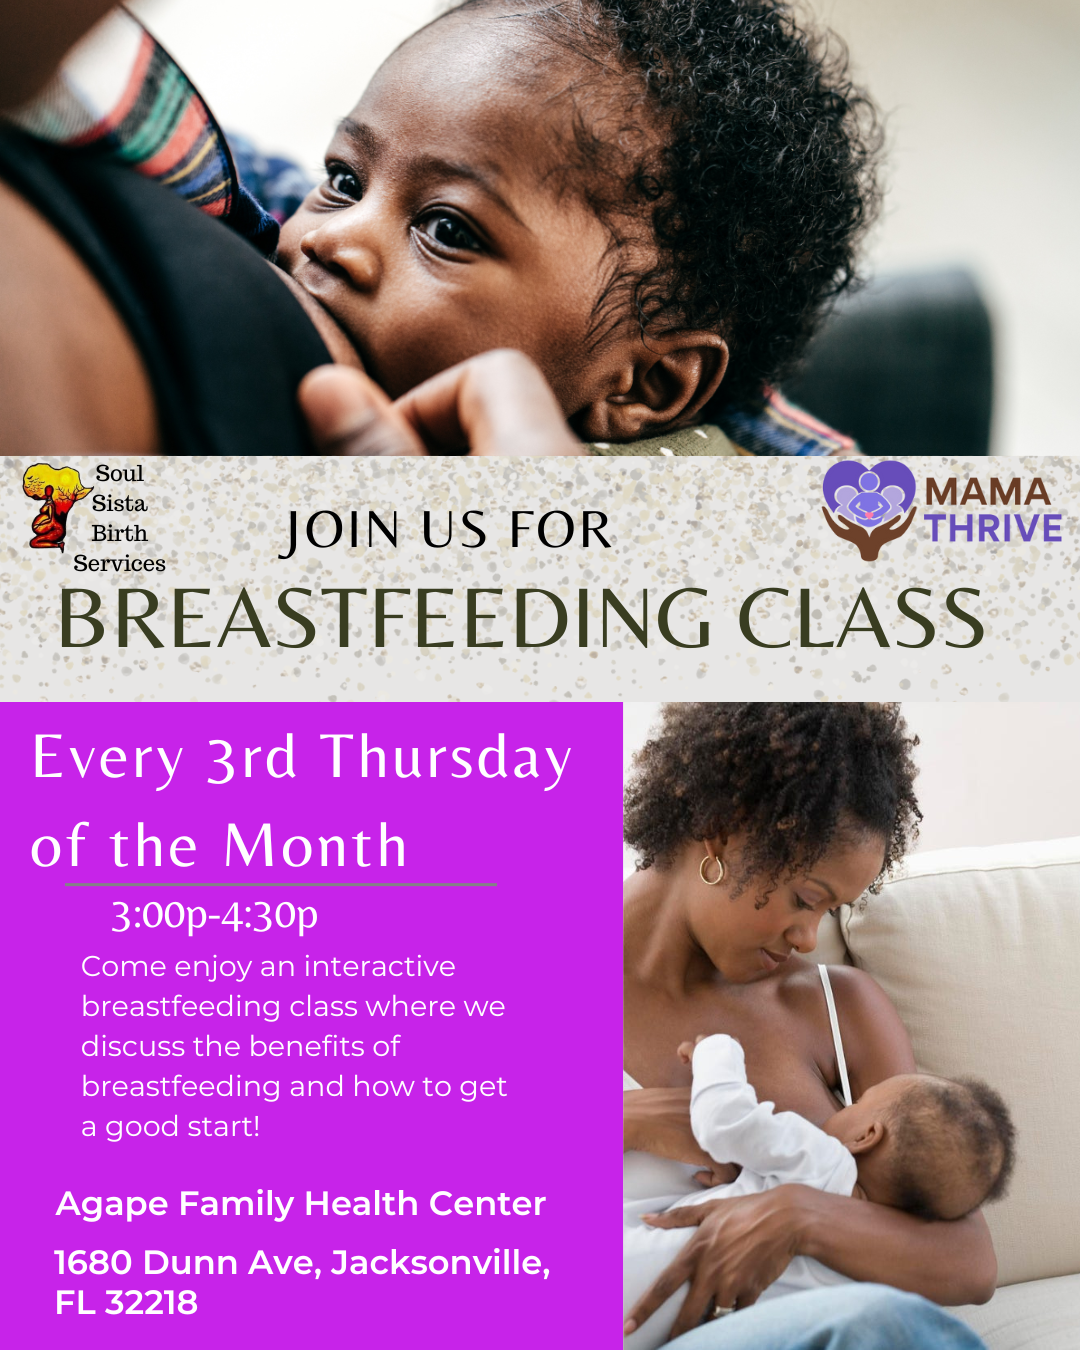 Soul
Sista
Birth
Services
MAMA
THRIVE
JOIN US FOR
BREASTFEEDING CLASS
Every 3rd Thursday
of the Month
3:00p-4:30p
Come enjoy an interactive
breastfeeding class where we
discuss the benefits of
breastfeeding and how to get
a good start!
Agape Family Health Center
1680 Dunn Ave, Jacksonville,
FL 32218